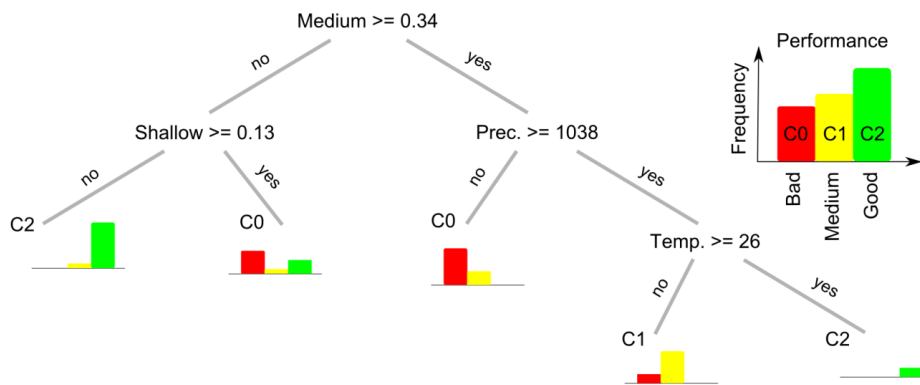 Medium >= 0.34
no
yes
Performance
Frequency
C0
C1
C2
Bad
Medium
Good
Shallow >= 0.13
Prec. >= 1038
no
yes
no
yes
C2
C0
C0
Temp. >= 26
no
yes
C1
C2